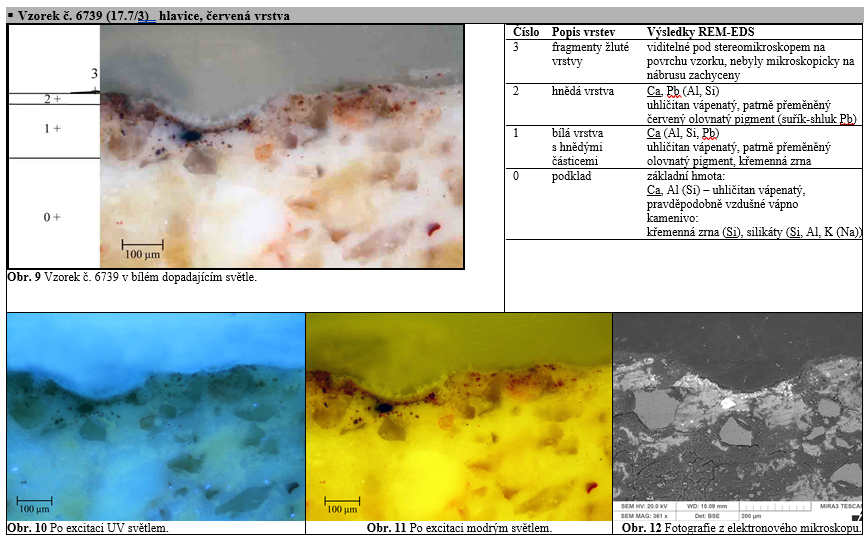 ▪ Vzorek č. 6739 (17.7/3)_ hlavice, červená vrstva
3
2 +
1 +
0 +
100 µm
Obr. 9 Vzorek č. 6739 v bílém dopadajícím světle.
Číslo Popis vrstev Výsledky REM-EDS
3 fragmenty žluté vrstvy viditelné pod stereomikroskopem na
povrchu vzorku, nebyly mikroskopicky na
nábrusu zachyceny
2 hnědá vrstva Ca, Pb (Al, Si)
uhličitan vápenatý, patrně přeměněný
červený olovnatý pigment (suřík-shluk Pb)
1 bílá vrstva s hnědými částicemi Ca (Al, Si, Pb)
uhličitan vápenatý, patrně přeměněný
olovnatý pigment, křemenná zrna
0 podklad základní hmota:
Ca, Al (Si) – uhličitan vápenatý,
pravděpodobně vzdušné vápno
kamenivo:
křemenná zrna (Si), silikáty (Si, Al, K (Na))
100 µm
Obr. 10 Po excitaci UV světlem.
100 µm
Obr. 11 Po excitaci modrým světlem.
SEM HV: 20.0 kV WD: 15.09 mm MIRA3 TESCAN
SEM MAG: 361 x Det: BSE 200 µm
Obr. 12 Fotografie z elektronového mikroskopu.